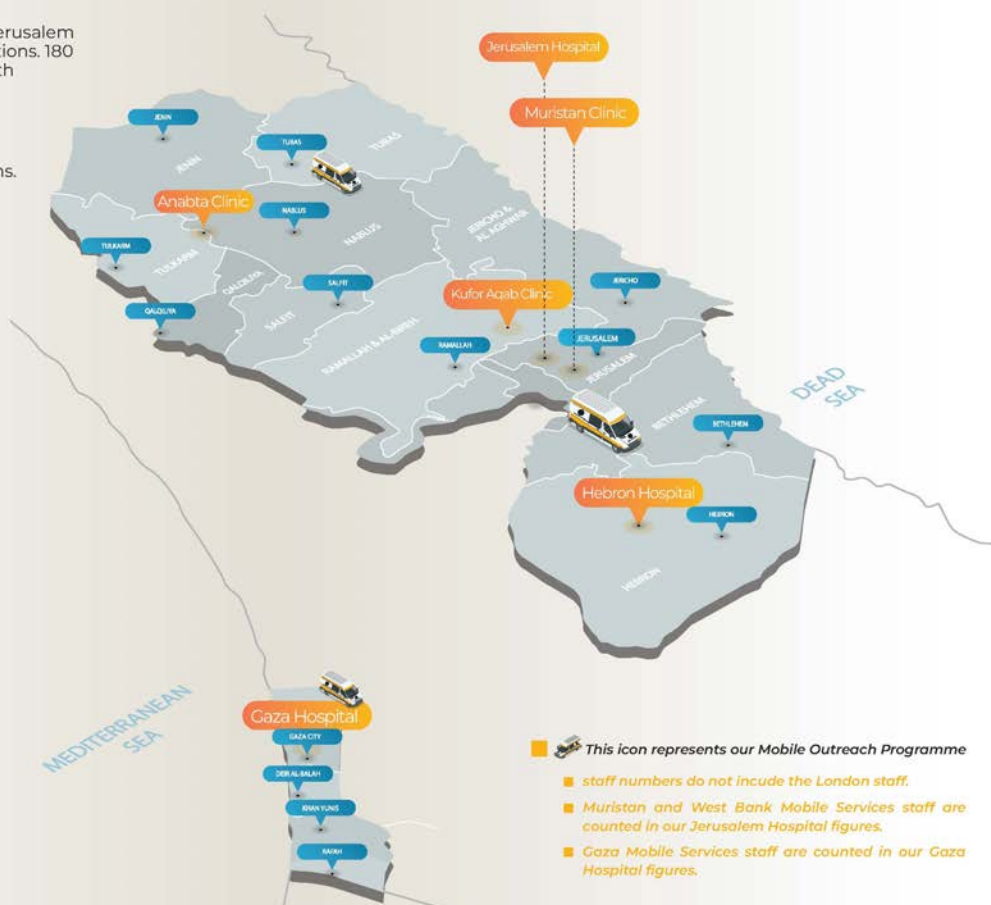 erusalem
tions. 180
th
ns.
Jerusalem Hospital
Muristan Clinic
JENIN
TUBAS
JENIN
TUBAS
Anabta Clinic
NABLUS
NABLUS
JERICHO &
AL AGHWAR
TULKARM
TULKARM
QALQILIYA
SALFIT
SALFIT
Kufor Aqab Clinic
JERICHO
QALQILIYA
RAMALLAH & ALBIREH
RAMALLAH
JERUSALEM
JERUSALEM
DEAD
SEA
BETHLEHEM
BETHLEHEM
Hebron Hospital
HEBRON
HEBRON
MEDITERRANEAN
SEA
Gaza Hospital
GAZA CITY
DEIR AL-BALAH
KHAN YUNIS
RAFAH
This icon represents our Mobile Outreach Programme
staff numbers do not incude the London staff.
Muristan and West Bank Mobile Services staff are
counted in our Jerusalem Hospital figures.
Gaza Mobile Services staff are counted in our Gaza
Hospital figures.